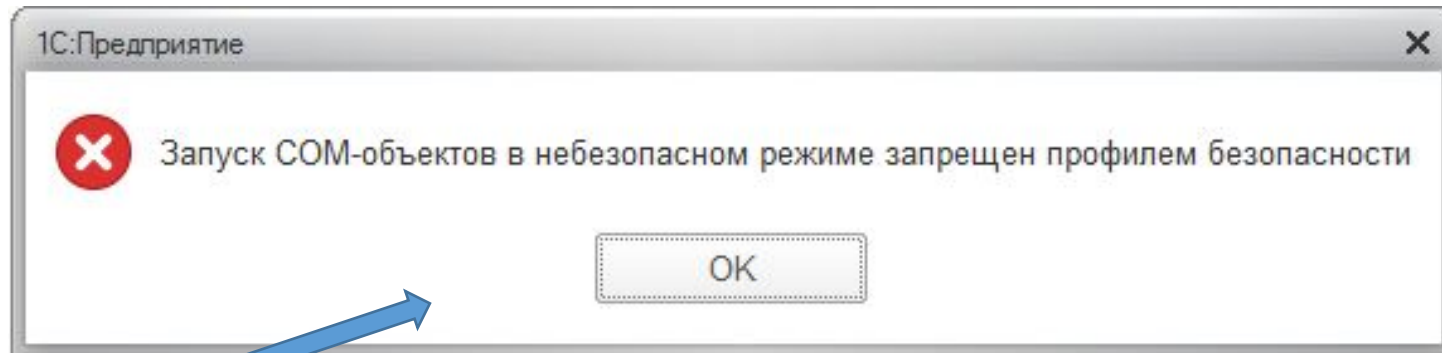 1С:Предприятие
Запуск COM-объектов в небезопасном режиме запрещен профилем безопасности
OK